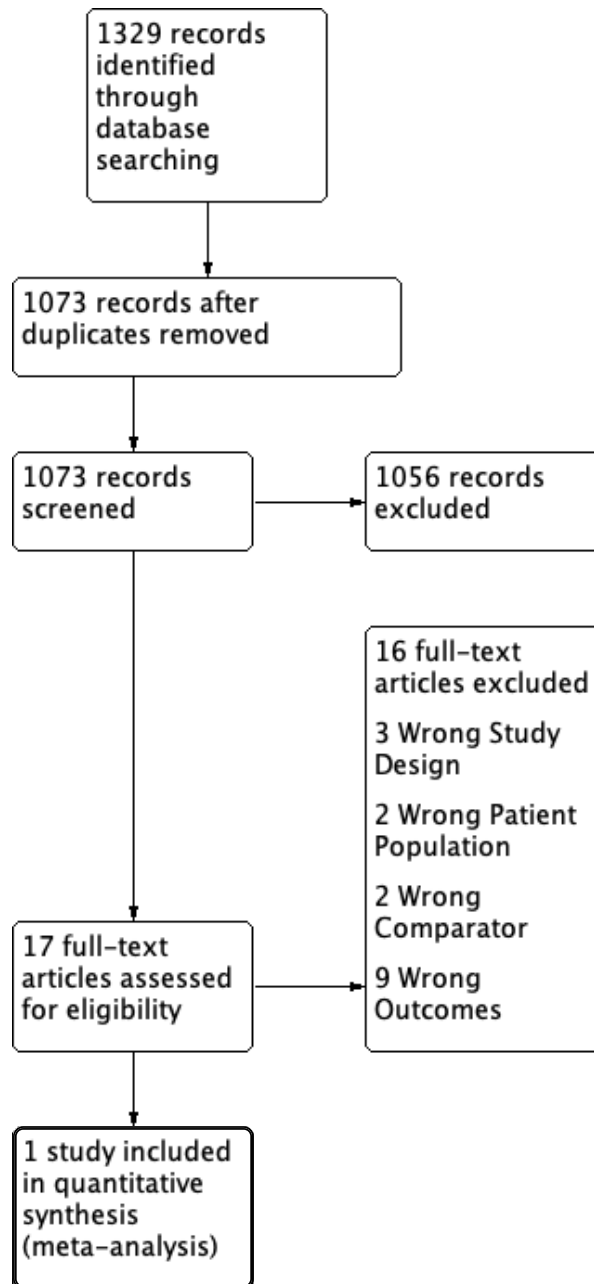 1329 records
identified
through
database
searching
1073 records after
duplicates removed
1073 records
screened
1056 records
excluded
16 full-text
articles excluded
3 Wrong Study
Design
2 Wrong Patient
Population
2 Wrong
Comparator
9 Wrong
Outcomes
17 full-text
articles assessed
for eligibility
1 study included
in quantitative
synthesis
(meta-analysis)